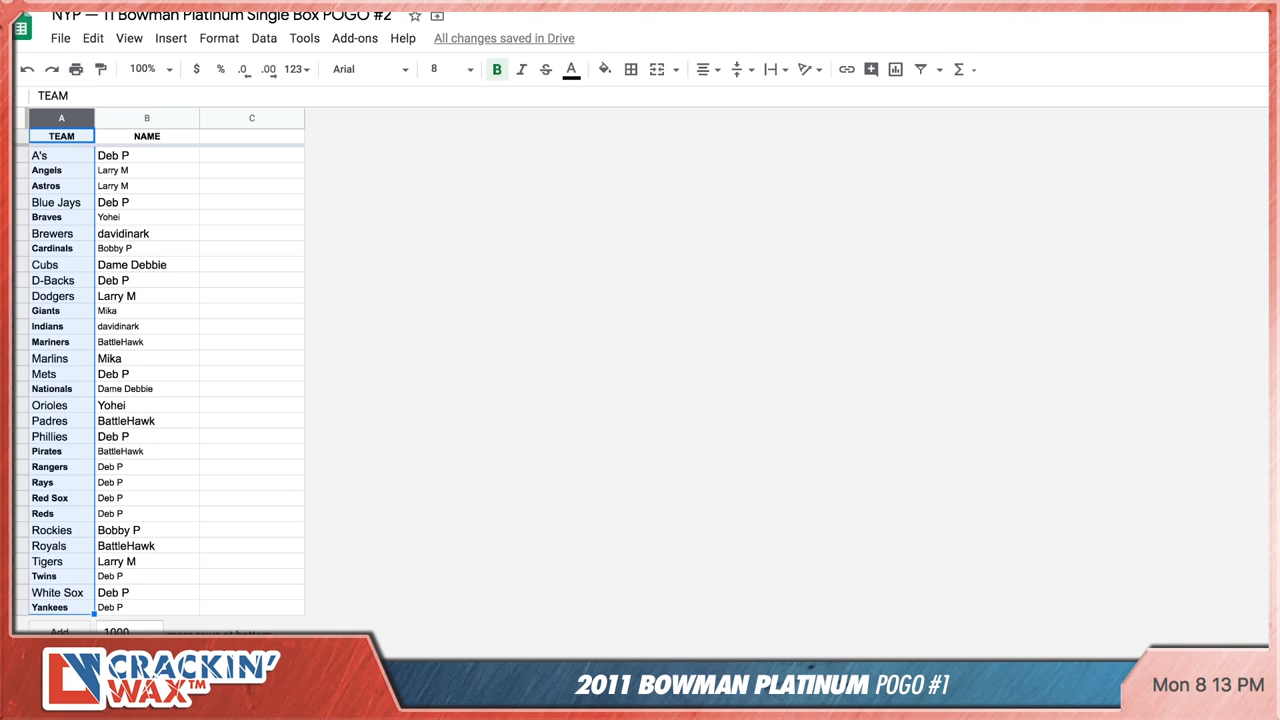 NYP — 11 Bowman Platinum Single Box POGO #2
File Edit View Insert Format Data Tools Add-ons Help All changes saved in Drive
100% $ % .0 .00 123 Arial 8 B I S A
TEAM
A B C
TEAM NAME
A's Deb P
Angels Larry M
Astros Larry M
Blue Jays Deb P
Braves Yohei
Brewers davidinark
Cardinals Bobby P
Cubs Dame Debbie
D-Backs Deb P
Dodgers Larry M
Giants Mika
Indians davidinark
Mariners BattleHawk
Marlins Mika
Mets Deb P
Nationals Dame Debbie
Orioles Yohei
Padres BattleHawk
Phillies Deb P
Pirates BattleHawk
Rangers Deb P
Rays Deb P
Red Sox Deb P
Reds Deb P
Rockies Bobby P
Royals BattleHawk
Tigers Larry M
Twins Deb P
White Sox Deb P
Yankees Deb P
Add 1000 more rows at bottom
CRACKIN'
WAX™
2011 BOWMAN PLATINUM POGO #1
Mon 8 13 PM